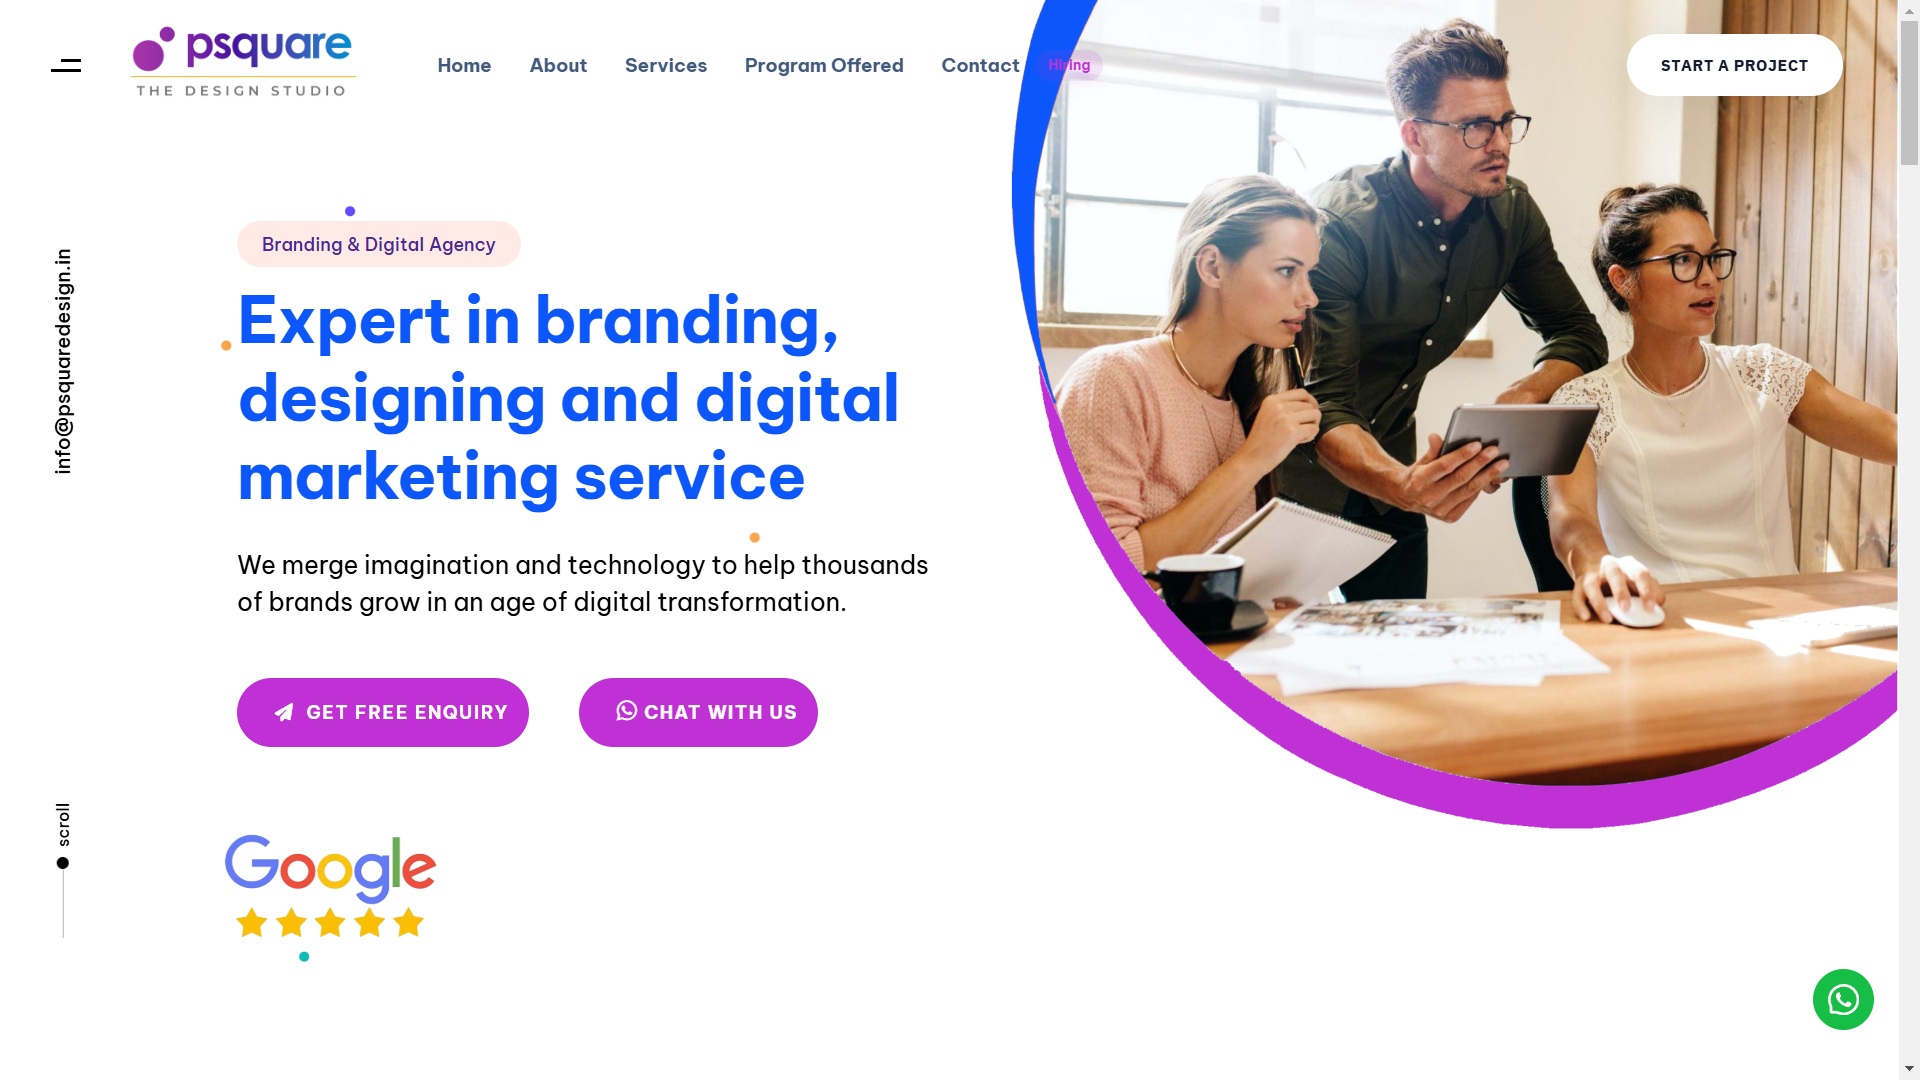 psquare
THE DESIGN STUDIO
Home
About
Services
Program Offered
Contact
Hiring
START A PROJECT
info@psquaredesign.in
Branding & Digital Agency
Expert in branding,
designing and digital
marketing service
We merge imagination and technology to help thousands
of brands grow in an age of digital transformation.
GET FREE ENQUIRY
CHAT WITH US
scroll
Google